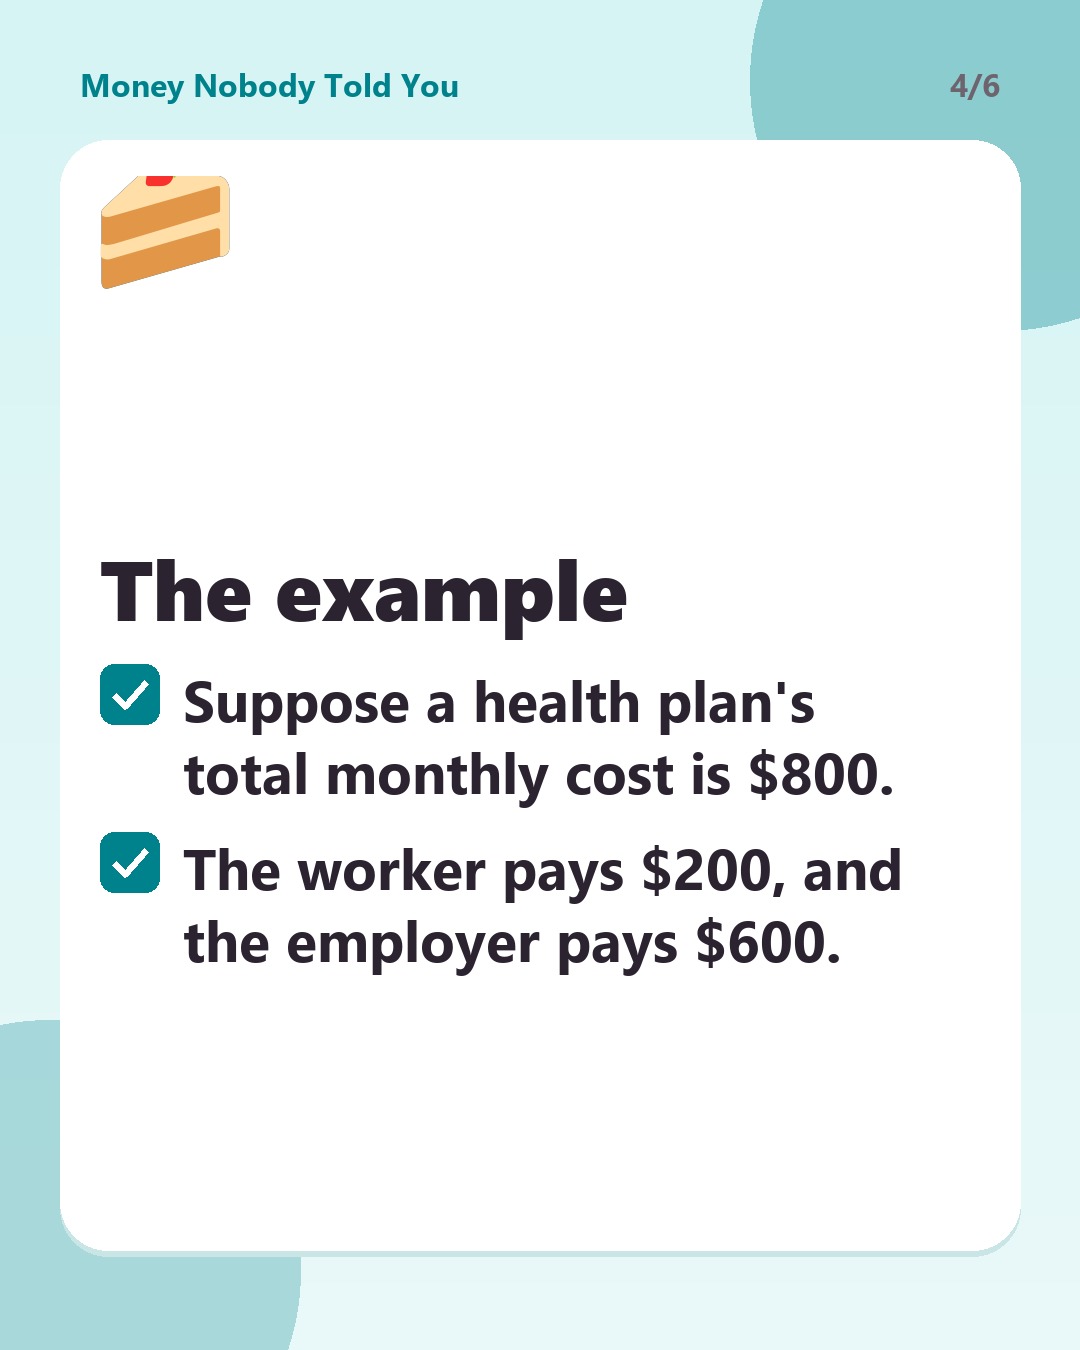 Money Nobody Told You
4/6
The example
Suppose a health plan's
total monthly cost is $800.
The worker pays $200, and
the employer pays $600.